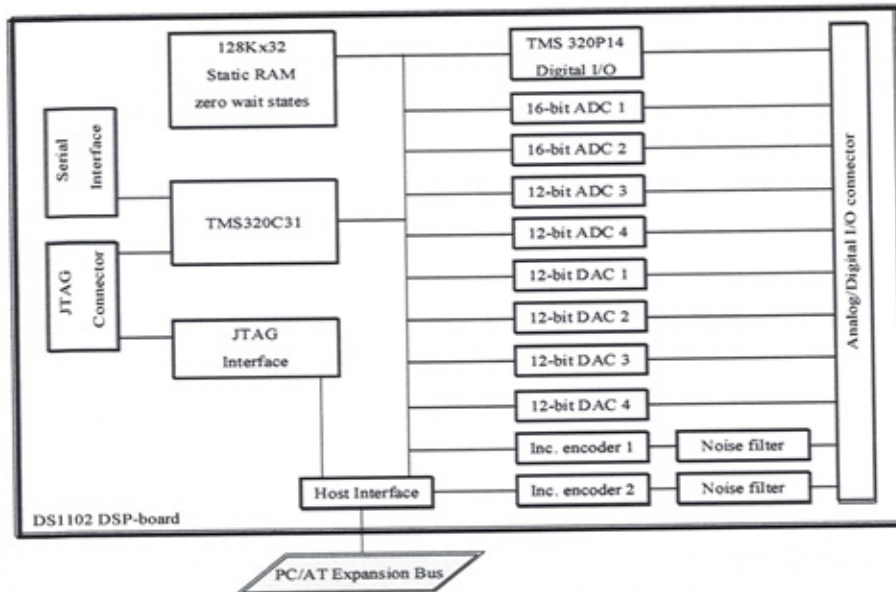 128Kx32
Static RAM
zero wait states
TMS 320P14
Digital I/O
16-bit ADC 1
16-bit ADC 2
Serial
Interface
12-bit ADC 3
TMS320C31
12-bit ADC 4
JTAG
Connector
12-bit DAC 1
12-bit DAC 2
JTAG
Interface
12-bit DAC 3
12-bit DAC 4
Inc. encoder 1
Noise filter
Host Interface
Inc. encoder 2
Noise filter
Analog/Digital I/O connector
DS1102 DSP-board
PC/AT Expansion Bus